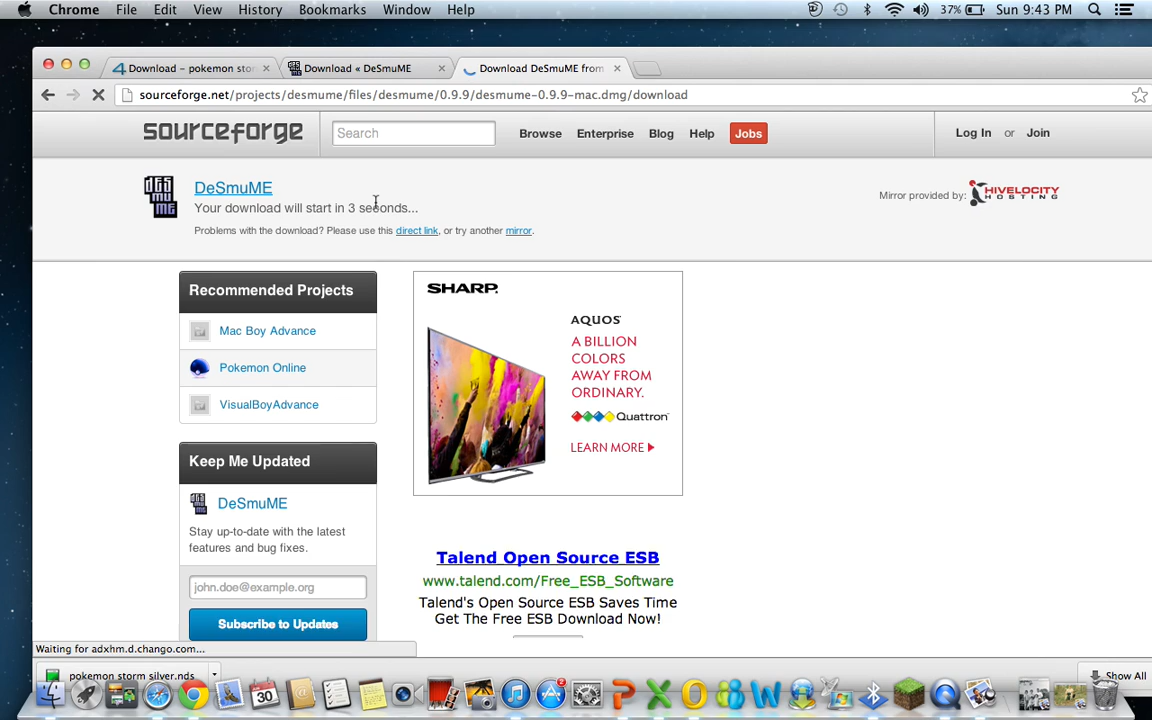 Chrome File Edit View History Bookmarks Window Help 37% Sun 9:43 PM
Download - pokemon stor × Download « DeSmuME × Download DeSmuME from ×
sourceforge.net/projects/desmume/files/desmume/0.9.9/desmume-0.9.9-mac.dmg/download
sourceforge Search Browse Enterprise Blog Help Jobs Log In or Join
DeSmuME
Your download will start in 3 seconds...
Mirror provided by: HIVELOCITY HOSTING
Problems with the download? Please use this direct link, or try another mirror.
Recommended Projects
Mac Boy Advance
Pokemon Online
VisualBoyAdvance
Keep Me Updated
DeSmuME
Stay up-to-date with the latest
features and bug fixes.
john.doe@example.org
Subscribe to Updates
SHARP.
AQUOS
A BILLION
COLORS
AWAY FROM
ORDINARY.
Quattron
LEARN MORE
Talend Open Source ESB
www.talend.com/Free_ESB_Software
Talend's Open Source ESB Saves Time
Get The Free ESB Download Now!
Waiting for adxhm.d.chango.com...
pokemon storm silver.nds
Show All